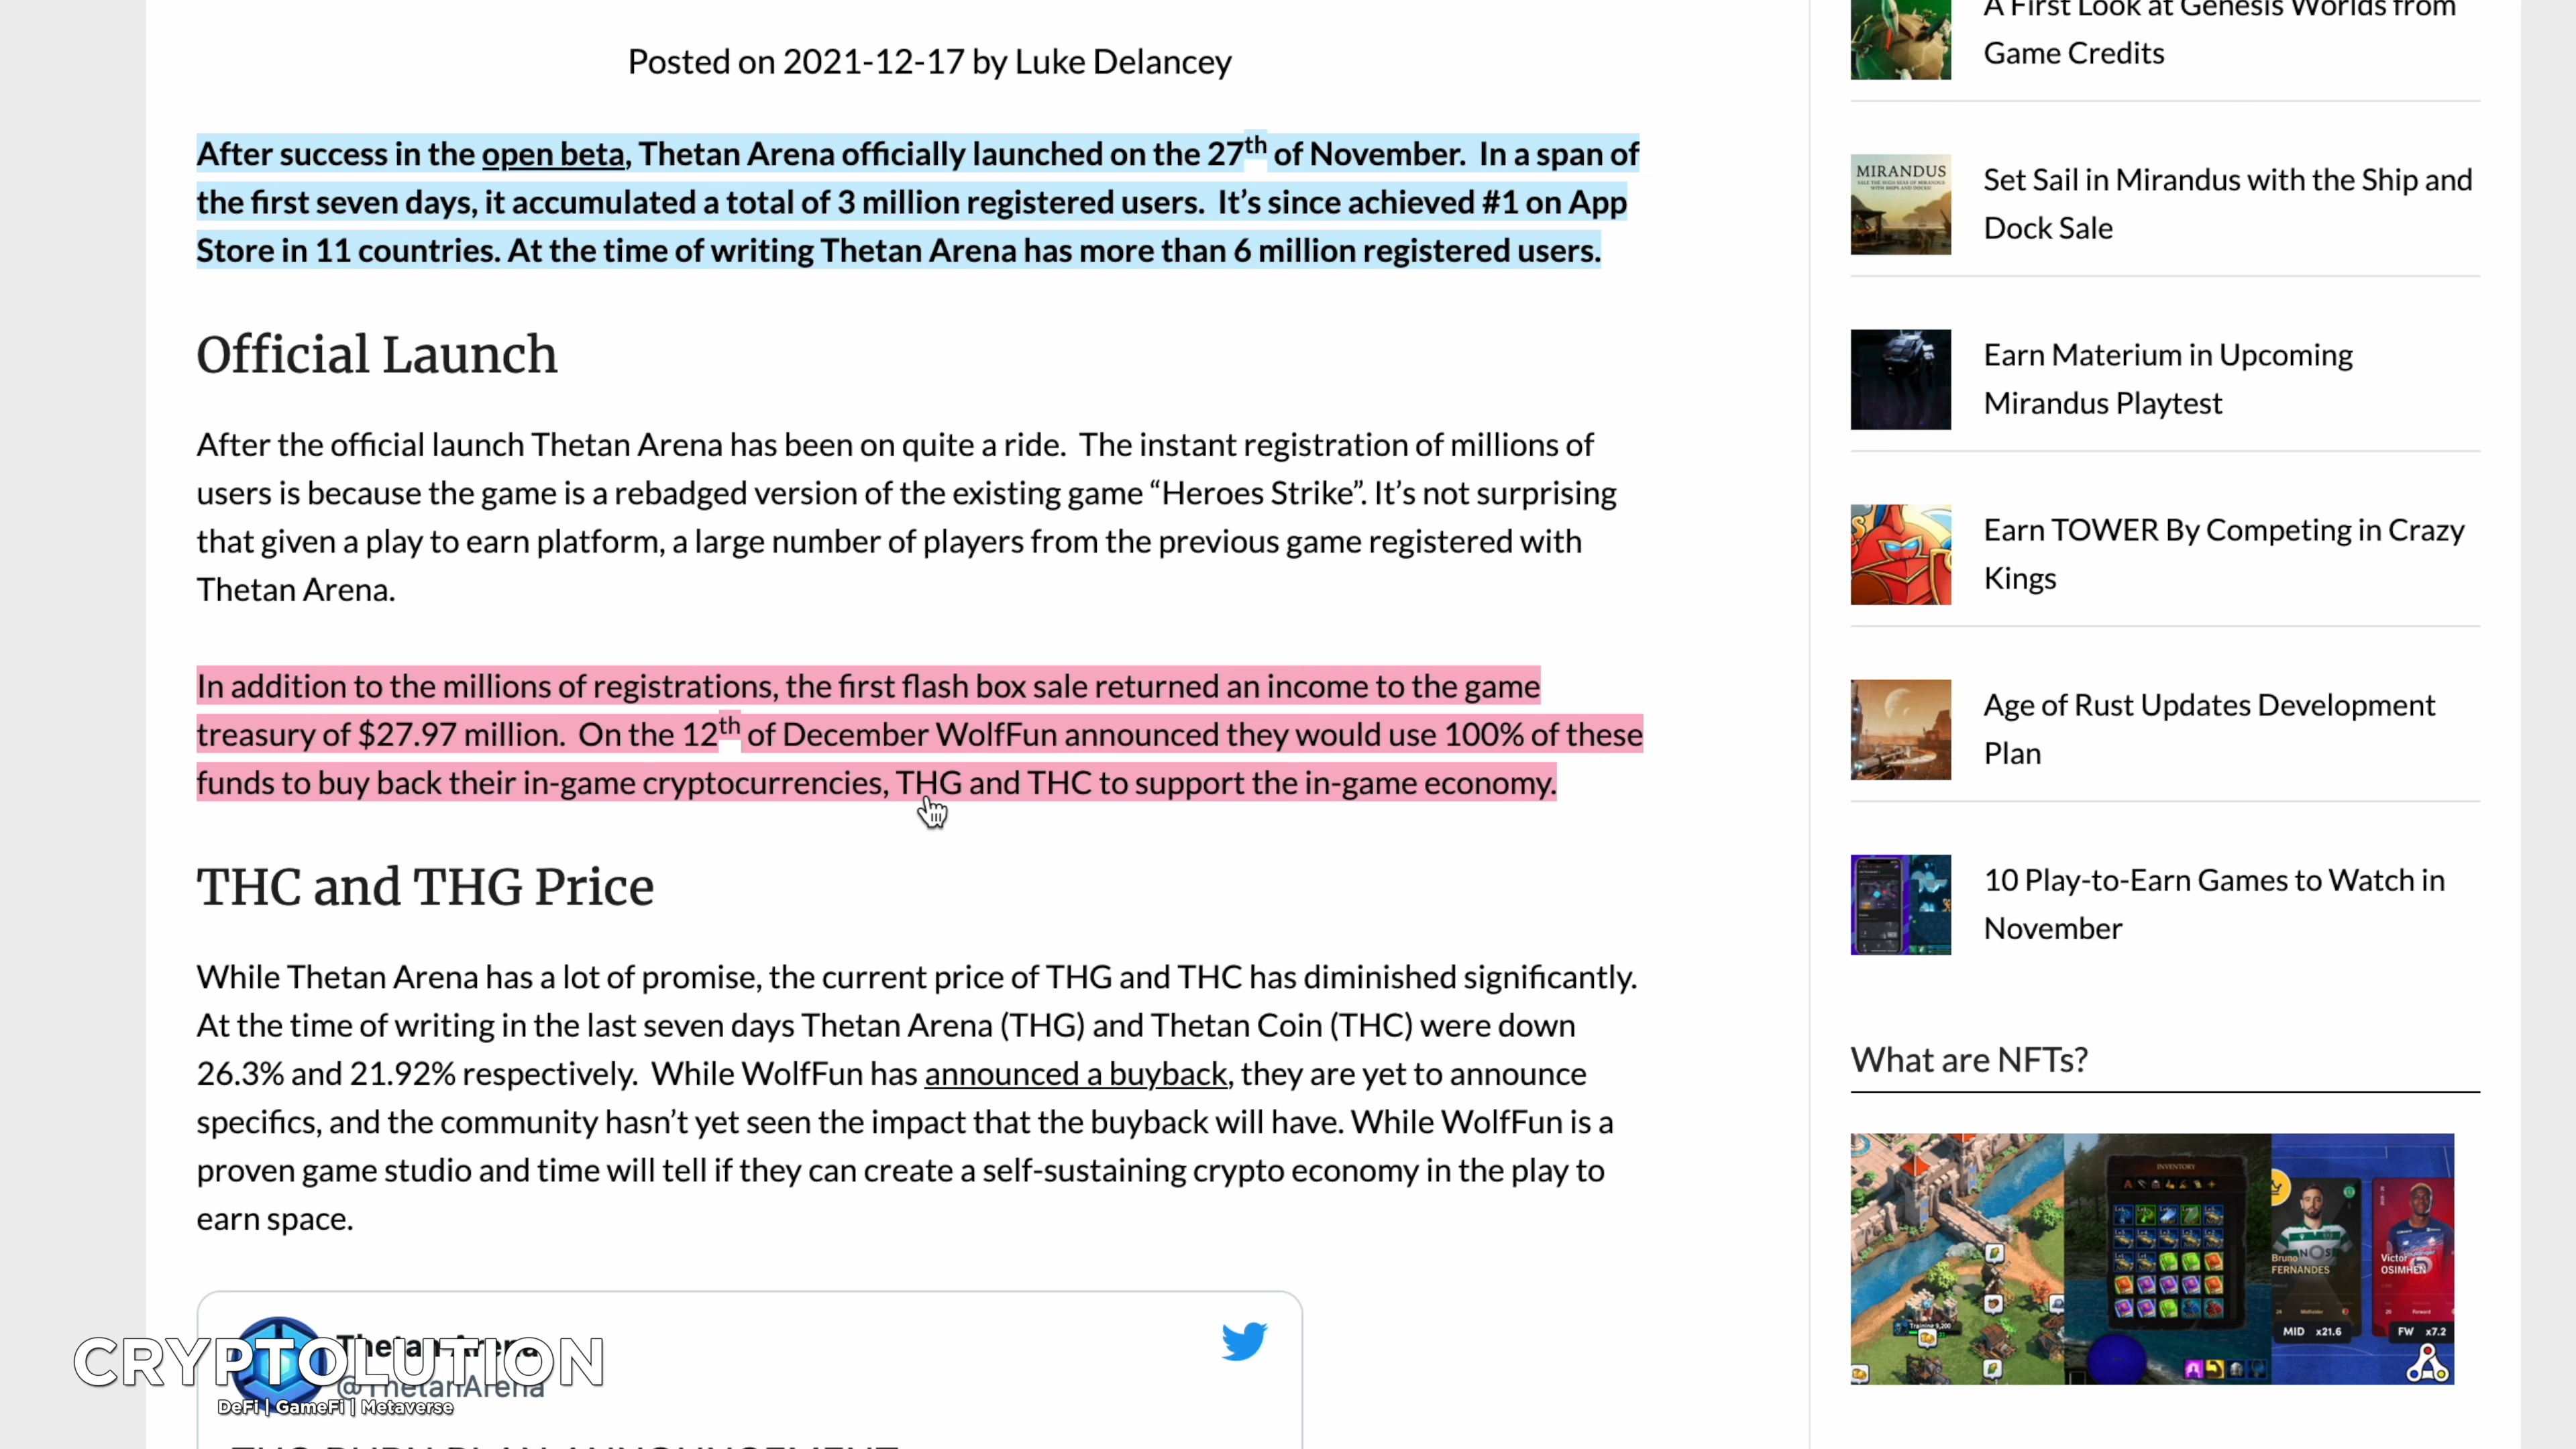 Posted on 2021-12-17 by Luke Delancey
After success in the open beta, Thetan Arena officially launched on the 27th of November. In a span of
the first seven days, it accumulated a total of 3 million registered users. It’s since achieved #1 on App
Store in 11 countries. At the time of writing Thetan Arena has more than 6 million registered users.
Official Launch
After the official launch Thetan Arena has been on quite a ride. The instant registration of millions of
users is because the game is a rebadged version of the existing game “Heroes Strike”. It’s not surprising
that given a play to earn platform, a large number of players from the previous game registered with
Thetan Arena.
In addition to the millions of registrations, the first flash box sale returned an income to the game
treasury of $27.97 million. On the 12th of December WolfFun announced they would use 100% of these
funds to buy back their in-game cryptocurrencies, THG and THC to support the in-game economy.
THC and THG Price
While Thetan Arena has a lot of promise, the current price of THG and THC has diminished significantly.
At the time of writing in the last seven days Thetan Arena (THG) and Thetan Coin (THC) were down
26.3% and 21.92% respectively. While WolfFun has announced a buyback, they are yet to announce
specifics, and the community hasn’t yet seen the impact that the buyback will have. While WolfFun is a
proven game studio and time will tell if they can create a self-sustaining crypto economy in the play to
earn space.
Thetan Arena
@ThetanArena
CRYPTOLUTION
DeFi | GameFi | Metaverse
A First Look at Genesis Worlds from
Game Credits
MIRANDUS
Set Sail in Mirandus with the Ship and
Dock Sale
Earn Materium in Upcoming
Mirandus Playtest
Earn TOWER By Competing in Crazy
Kings
Age of Rust Updates Development
Plan
10 Play-to-Earn Games to Watch in
November
What are NFTs?
INVENTORY
Bruno
FERNANDES
MID x21.6
Victor
OSIMHEN
FW x7.2